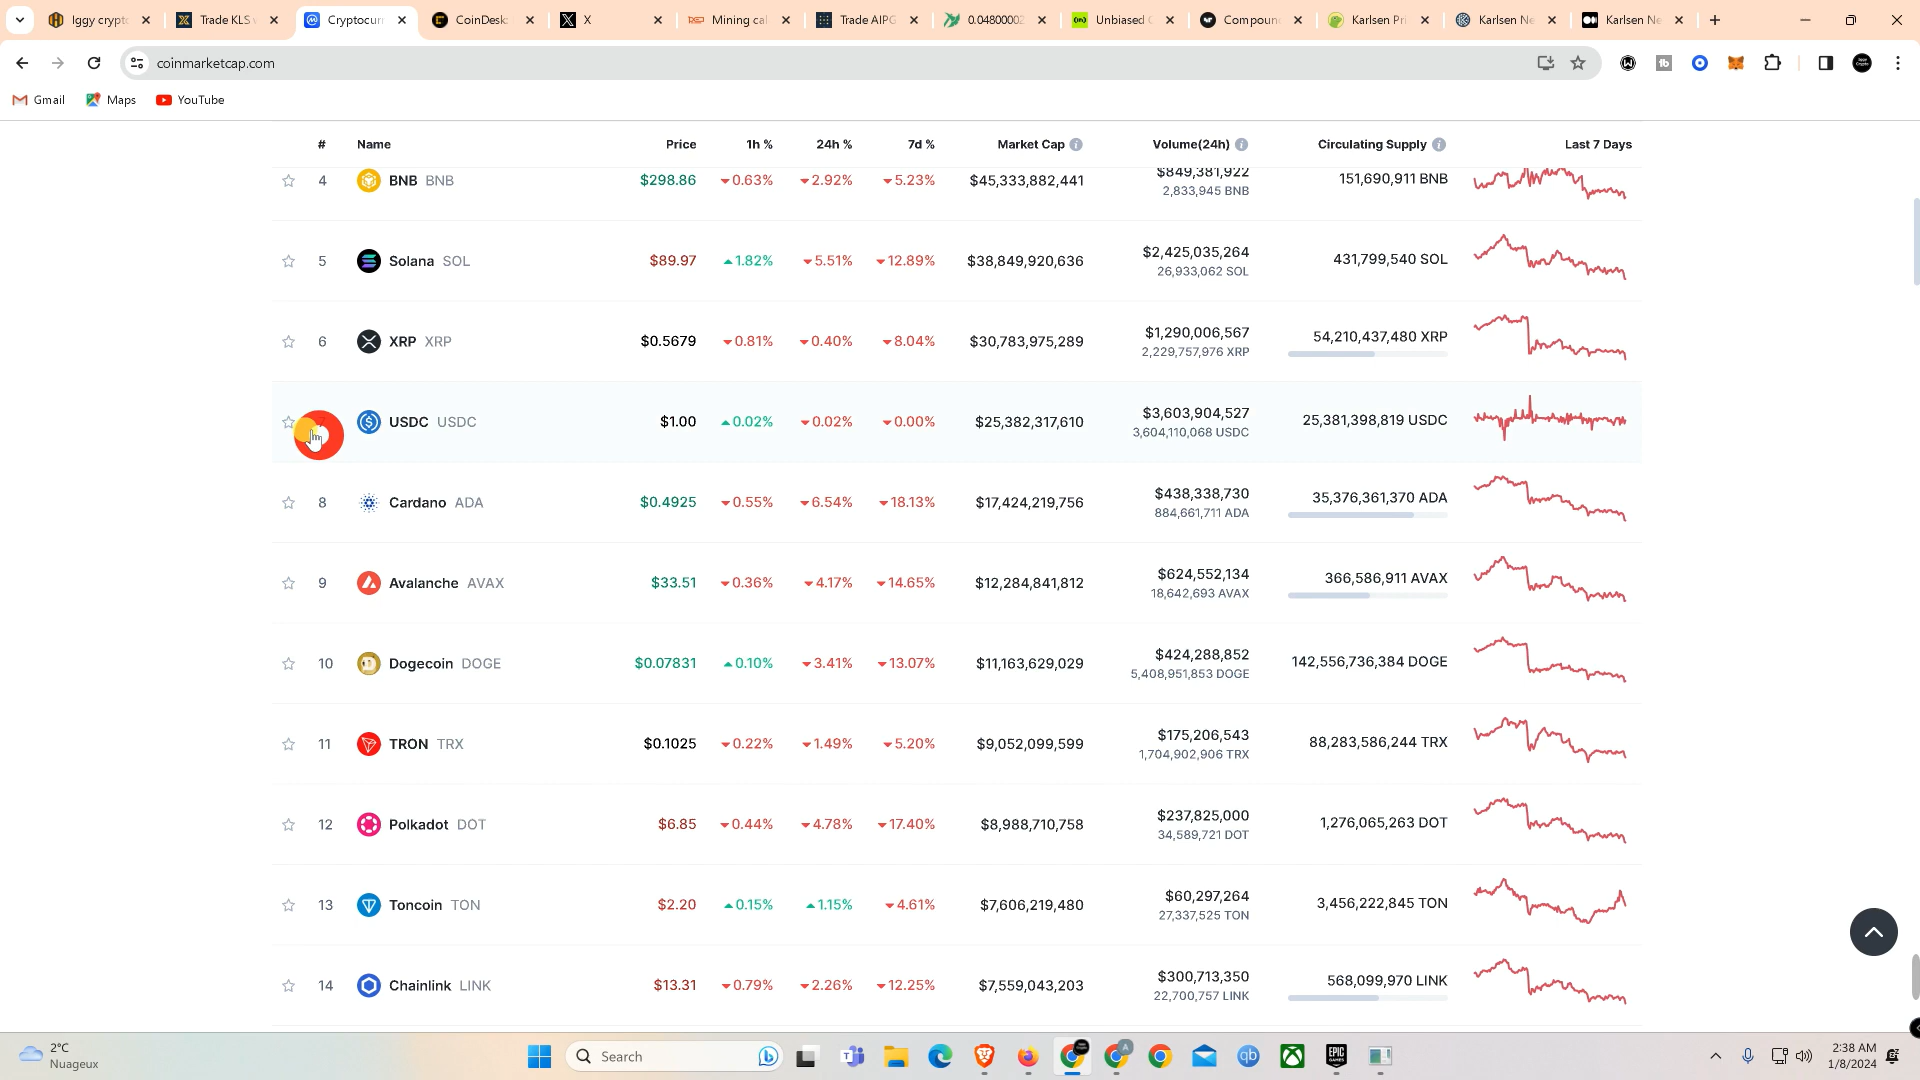 Iggy crypto
Trade KLS
Cryptocurr
CoinDesk
X
Mining cal
Trade AIPG
0.04800002
Unbiased
Compound
Karlsen Pri
Karlsen Ne
Karlsen Ne
coinmarketcap.com
Gmail Maps YouTube
# Name Price 1h % 24h % 7d % Market Cap Volume(24h) Circulating Supply Last 7 Days
4 BNB BNB $298.86 0.63% 2.92% 5.23% $45,333,882,441 $849,381,922 151,690,911 BNB
2,833,945 BNB
5 Solana SOL $89.97 1.82% 5.51% 12.89% $38,849,920,636 $2,425,035,264 431,799,540 SOL
26,933,062 SOL
6 XRP XRP $0.5679 0.81% 0.40% 8.04% $30,783,975,289 $1,290,006,567 54,210,437,480 XRP
2,229,757,976 XRP
USDC USDC $1.00 0.02% 0.02% 0.00% $25,382,317,610 $3,603,904,527 25,381,398,819 USDC
3,604,110,068 USDC
8 Cardano ADA $0.4925 0.55% 6.54% 18.13% $17,424,219,756 $438,338,730 35,376,361,370 ADA
884,661,711 ADA
9 Avalanche AVAX $33.51 0.36% 4.17% 14.65% $12,284,841,812 $624,552,134 366,586,911 AVAX
18,642,693 AVAX
10 Dogecoin DOGE $0.07831 0.10% 3.41% 13.07% $11,163,629,029 $424,288,852 142,556,736,384 DOGE
5,408,951,853 DOGE
11 TRON TRX $0.1025 0.22% 1.49% 5.20% $9,052,099,599 $175,206,543 88,283,586,244 TRX
1,704,902,906 TRX
12 Polkadot DOT $6.85 0.44% 4.78% 17.40% $8,988,710,758 $237,825,000 1,276,065,263 DOT
34,589,721 DOT
13 Toncoin TON $2.20 0.15% 1.15% 4.61% $7,606,219,480 $60,297,264 3,456,222,845 TON
27,337,525 TON
14 Chainlink LINK $13.31 0.79% 2.26% 12.25% $7,559,043,203 $300,713,350 568,099,970 LINK
22,700,757 LINK
2°C
Nuageux
Search
2:38 AM
1/8/2024